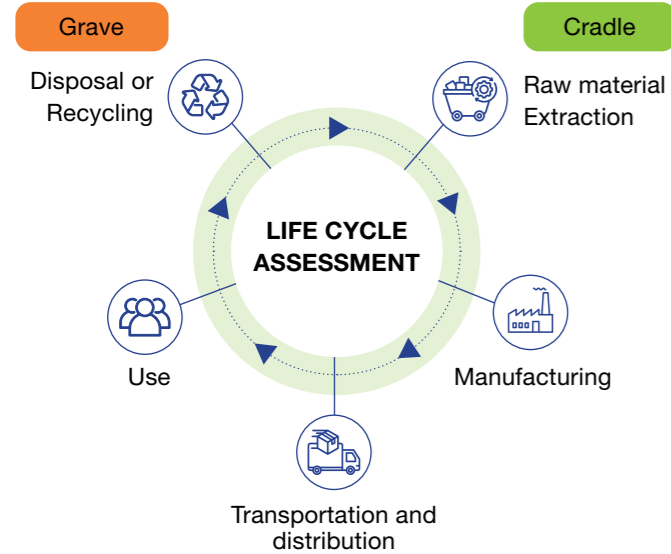 Grave
Cradle
Disposal or
Recycling
Raw material
Extraction
LIFE CYCLE
ASSESSMENT
Use
Manufacturing
Transportation and
distribution